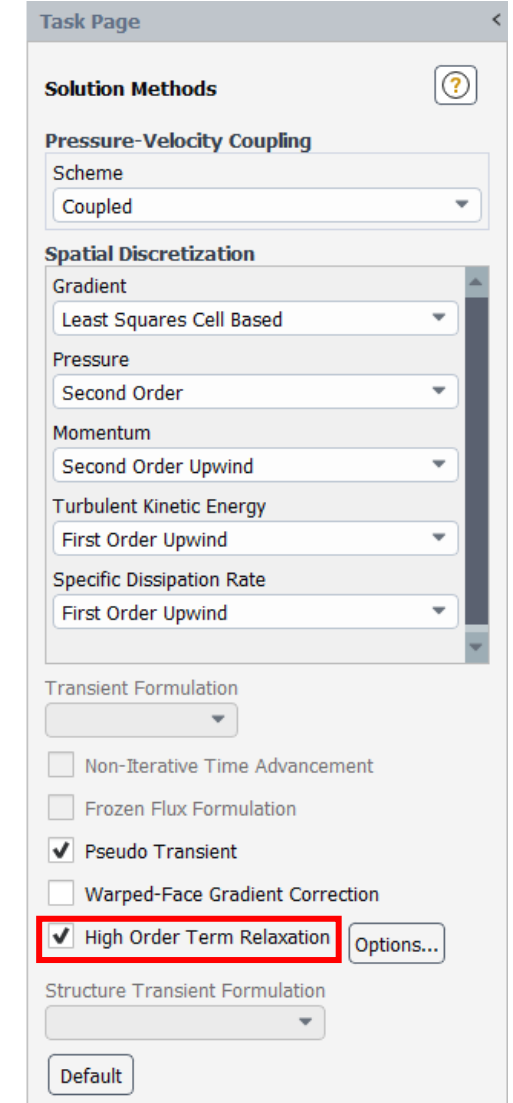 Task Page
Solution Methods
?
Pressure-Velocity Coupling
Scheme
Coupled
Spatial Discretization
Gradient
Least Squares Cell Based
Pressure
Second Order
Momentum
Second Order Upwind
Turbulent Kinetic Energy
First Order Upwind
Specific Dissipation Rate
First Order Upwind
Transient Formulation
Non-Iterative Time Advancement
Frozen Flux Formulation
Pseudo Transient
Warped-Face Gradient Correction
High Order Term Relaxation Options...
Structure Transient Formulation
Default